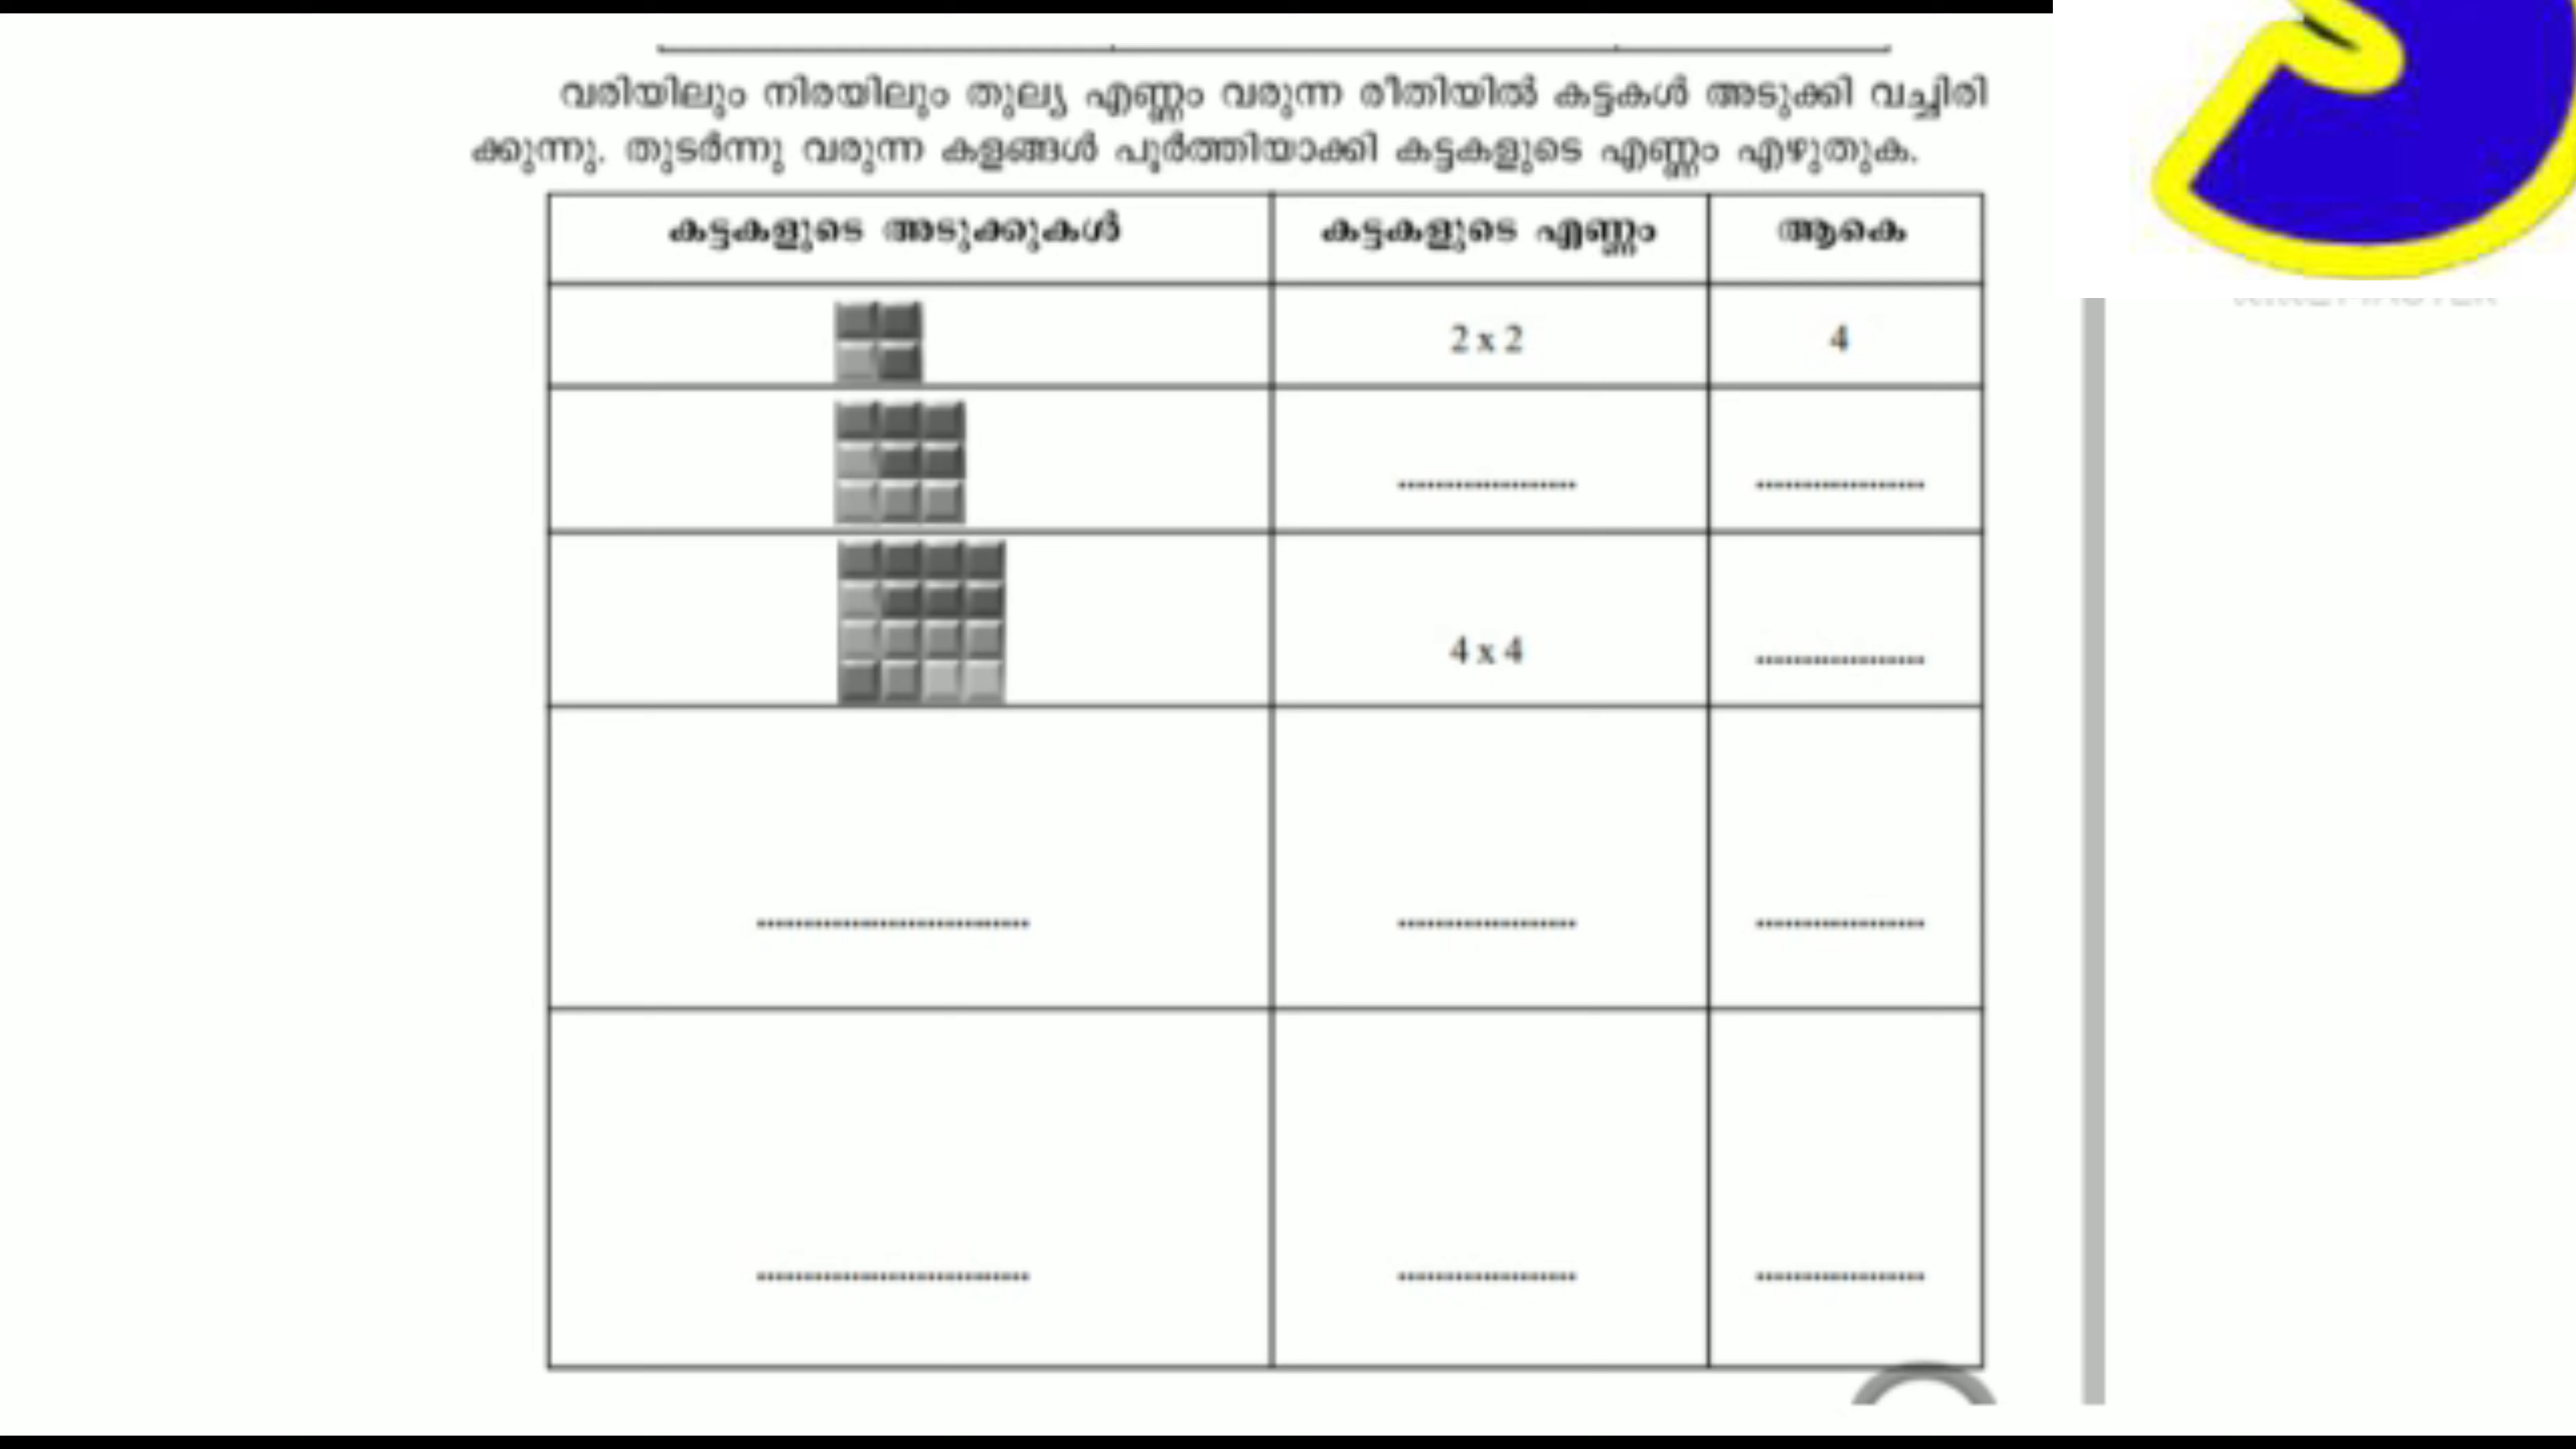 വരിയിലും നിരയിലും തുല്യ എണ്ണം വരുന്ന രീതിയിൽ കട്ടകൾ അടുക്കി വച്ചിരി
ക്കുന്നു. തുടർന്നു വരുന്ന കളങ്ങൾ പൂർത്തിയാക്കി കട്ടകളുടെ എണ്ണം എഴുതുക.
കട്ടകളുടെ അടുക്കുകൾ കട്ടകളുടെ എണ്ണം ആകെ
2 x 2 4
.................... ...................
4 x 4 ...................
............................... .................... ...................
............................... .................... ...................